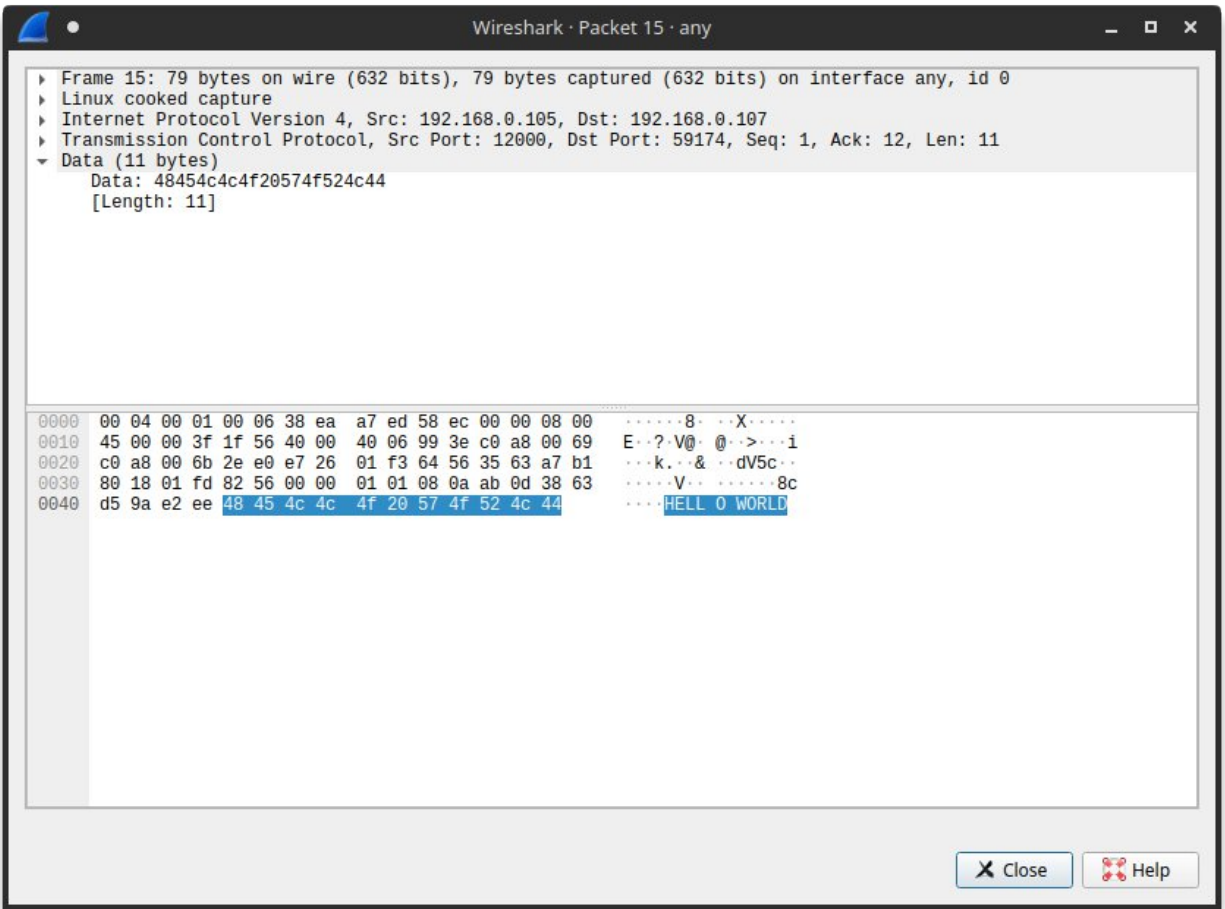 Wireshark · Packet 15 · any
Frame 15: 79 bytes on wire (632 bits), 79 bytes captured (632 bits) on interface any, id 0
Linux cooked capture
Internet Protocol Version 4, Src: 192.168.0.105, Dst: 192.168.0.107
Transmission Control Protocol, Src Port: 12000, Dst Port: 59174, Seq: 1, Ack: 12, Len: 11
Data (11 bytes)
Data: 48454c4c4f20574f524c44
[Length: 11]
0000 00 04 00 01 00 06 38 ea a7 ed 58 ec 00 00 08 00 ······8· ··X·····
0010 45 00 00 3f 1f 56 40 00 40 06 99 3e c0 a8 00 69 E··?·V@· @··>···i
0020 c0 a8 00 6b 2e e0 e7 26 01 f3 64 56 35 63 a7 b1 ···k.··& ··dV5c··
0030 80 18 01 fd 82 56 00 00 01 01 08 0a ab 0d 38 63 ·····V·· ······8c
0040 d5 9a e2 ee 48 45 4c 4c 4f 20 57 4f 52 4c 44 ····HELL O WORLD
Close Help